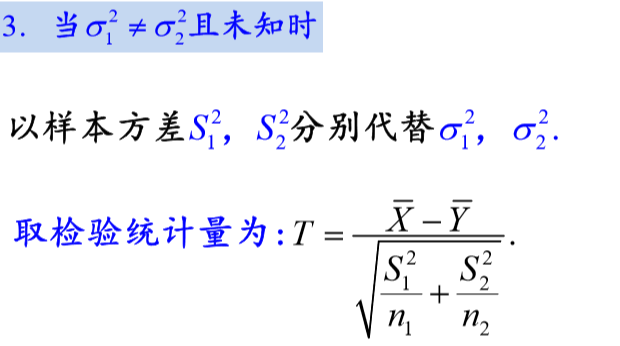 3. 当σ₁² ≠ σ₂²且未知时
以样本方差S₁², S₂²分别代替σ₁², σ₂².
取检验统计量为: T = (X̅ − Y̅) / √(S₁²/n₁ + S₂²/n₂).